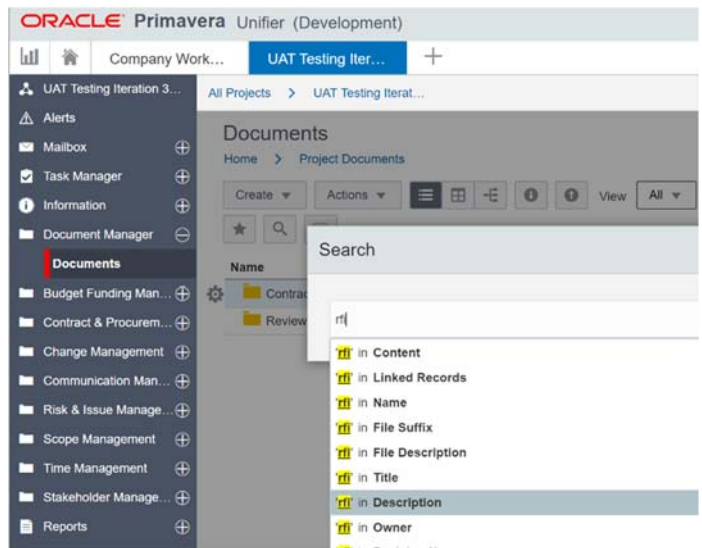 ORACLE Primavera Unifier (Development)
Company Work... UAT Testing Iter...
UAT Testing Iteration 3... All Projects > UAT Testing Iterat...
Alerts
Mailbox
Task Manager
Information
Document Manager
Documents
Budget Funding Man...
Contract & Procurem...
Change Management
Communication Man...
Risk & Issue Manage...
Scope Management
Time Management
Stakeholder Manage...
Reports
Documents
Home > Project Documents
Create Actions View All
Name
Contrac
Review
Search
rfi
'rfi' in Content
'rfi' in Linked Records
'rfi' in Name
'rfi' in File Suffix
'rfi' in File Description
'rfi' in Title
'rfi' in Description
'rfi' in Owner